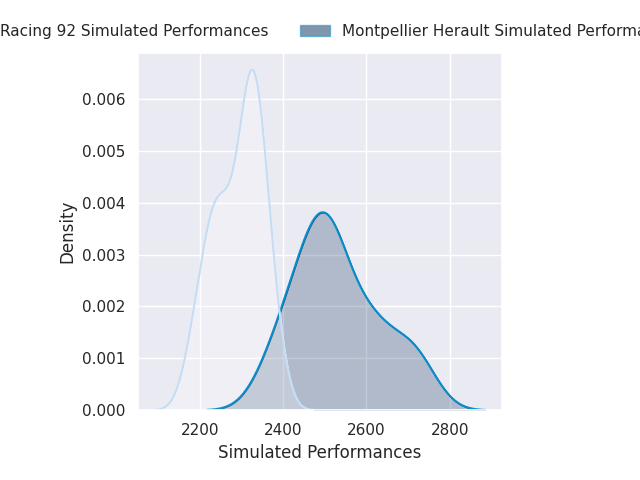 Racing 92 Simulated Performances Montpellier Herault Simulated
0.006
0.005
0.004
0.003
0.002
0.001
0.000
Density
2200 2400 2600 2800
Simulated Performances